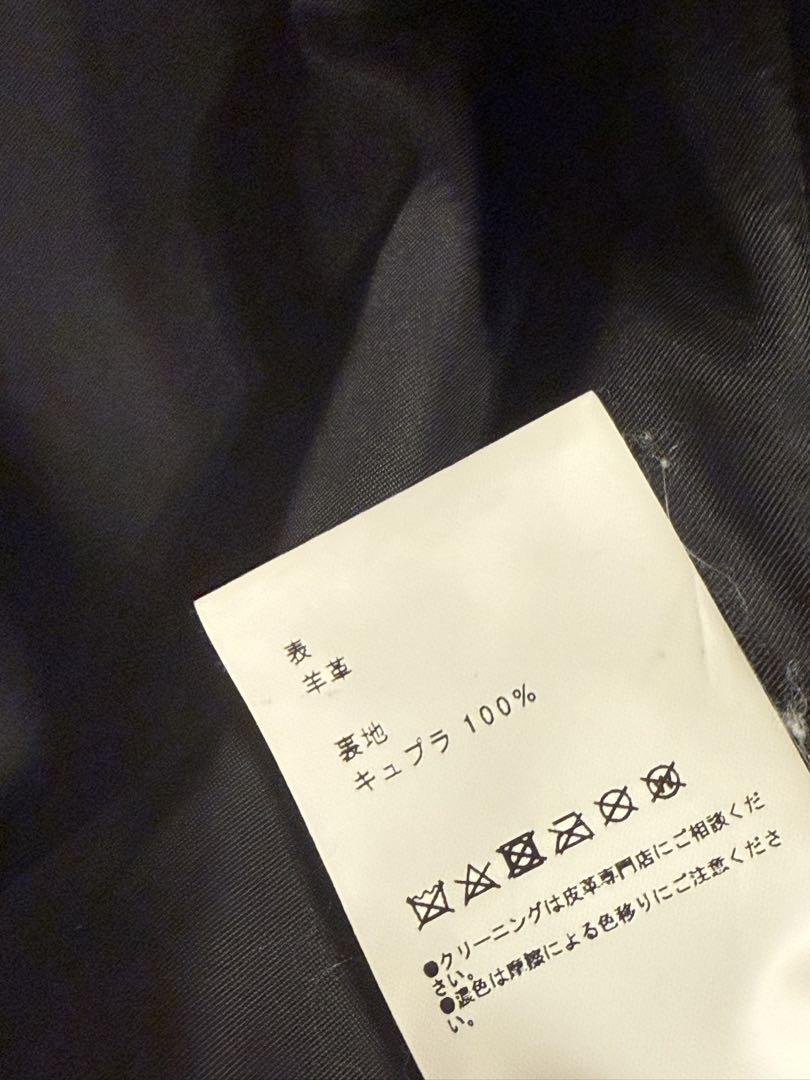 表
羊革
裏地
キュプラ 100%
●クリーニングは皮革専門店にご相談くだ
さい。
●濃色は摩擦による色移りにご注意くださ
い。